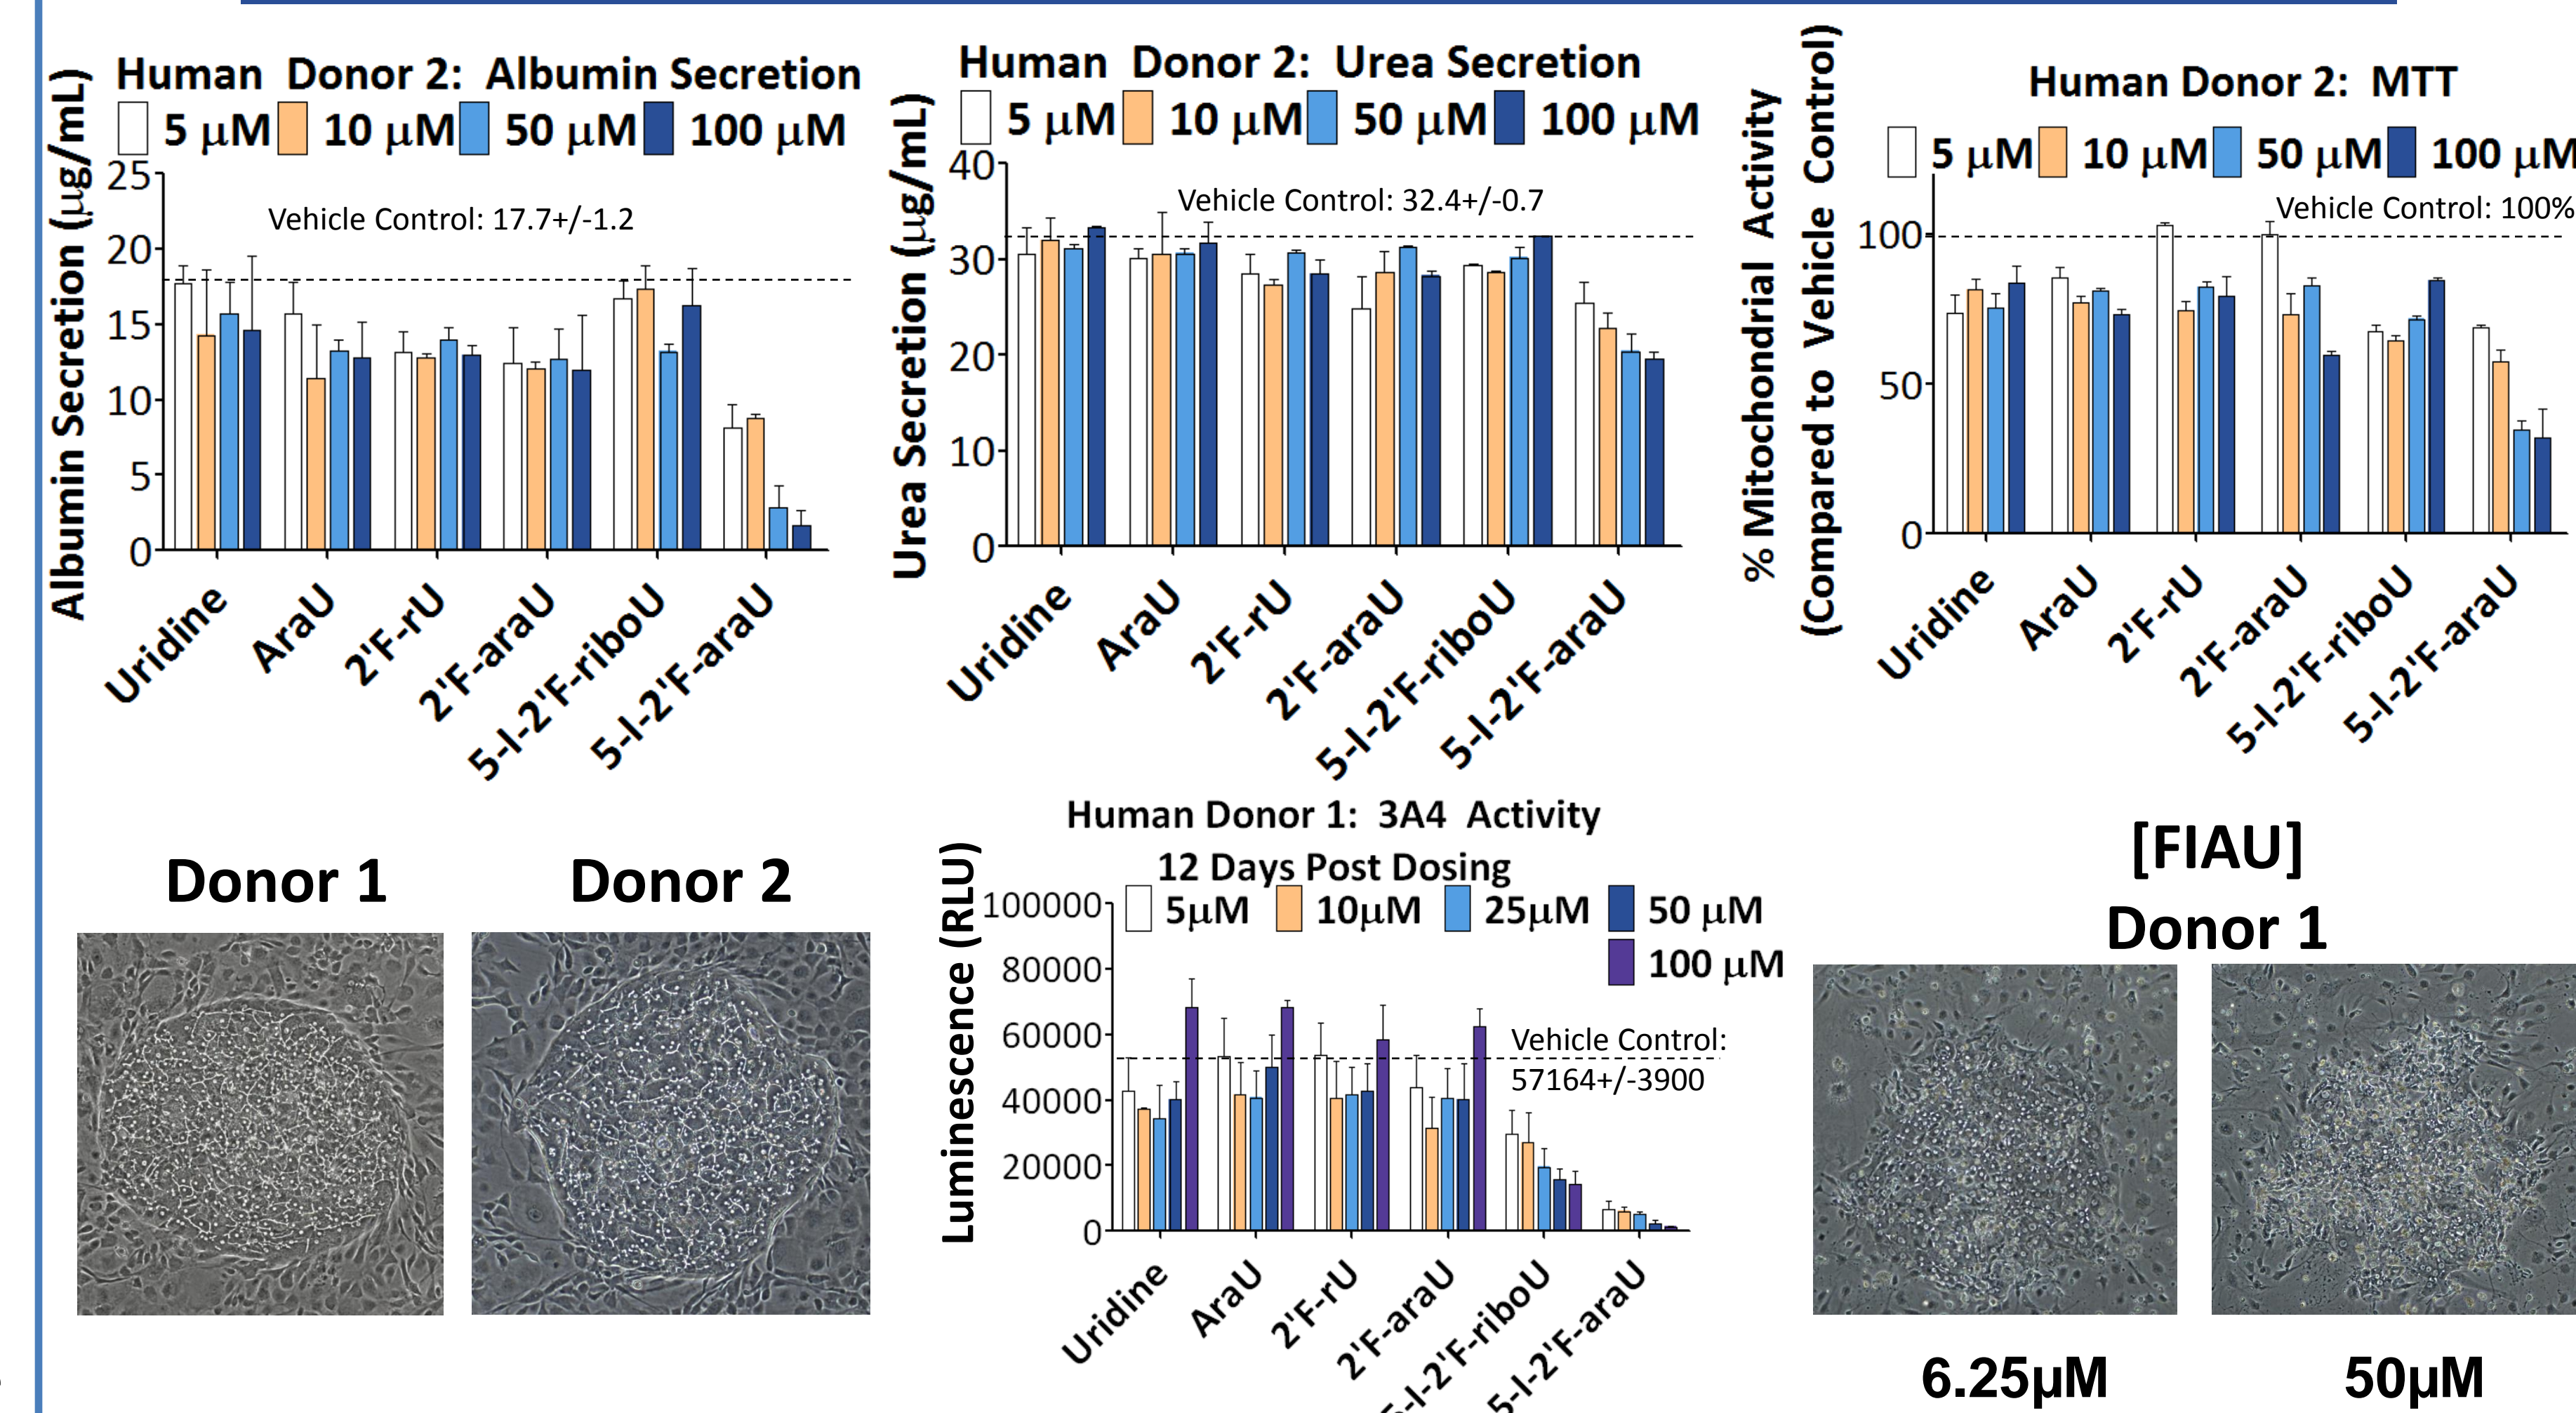 Human Donor 2: Albumin Secretion
5 μM 10 μM 50 μM 100 μM
Albumin Secretion (μg/mL)
Vehicle Control: 17.7+/-1.2
25
20
15
10
5
0
Uridine
AraU
2'F-rU
2'F-araU
5-I-2'F-riboU
5-I-2'F-araU
Human Donor 2: Urea Secretion
5 μM 10 μM 50 μM 100 μM
Urea Secretion (μg/mL)
Vehicle Control: 32.4+/-0.7
40
30
20
10
0
Uridine
AraU
2'F-rU
2'F-araU
5-I-2'F-riboU
5-I-2'F-araU
Human Donor 2: MTT
5 μM 10 μM 50 μM 100 μM
% Mitochondrial Activity
(Compared to Vehicle Control)
Vehicle Control: 100%
100
50
0
Uridine
AraU
2'F-rU
2'F-araU
5-I-2'F-riboU
5-I-2'F-araU
Donor 1
Donor 2
Human Donor 1: 3A4 Activity
12 Days Post Dosing
5μM 10μM 25μM 50 μM
100 μM
Luminescence (RLU)
100000
80000
60000
40000
20000
0
Vehicle Control:
57164+/-3900
Uridine
AraU
2'F-rU
2'F-araU
5-I-2'F-riboU
5-I-2'F-araU
[FIAU]
Donor 1
6.25μM
50μM